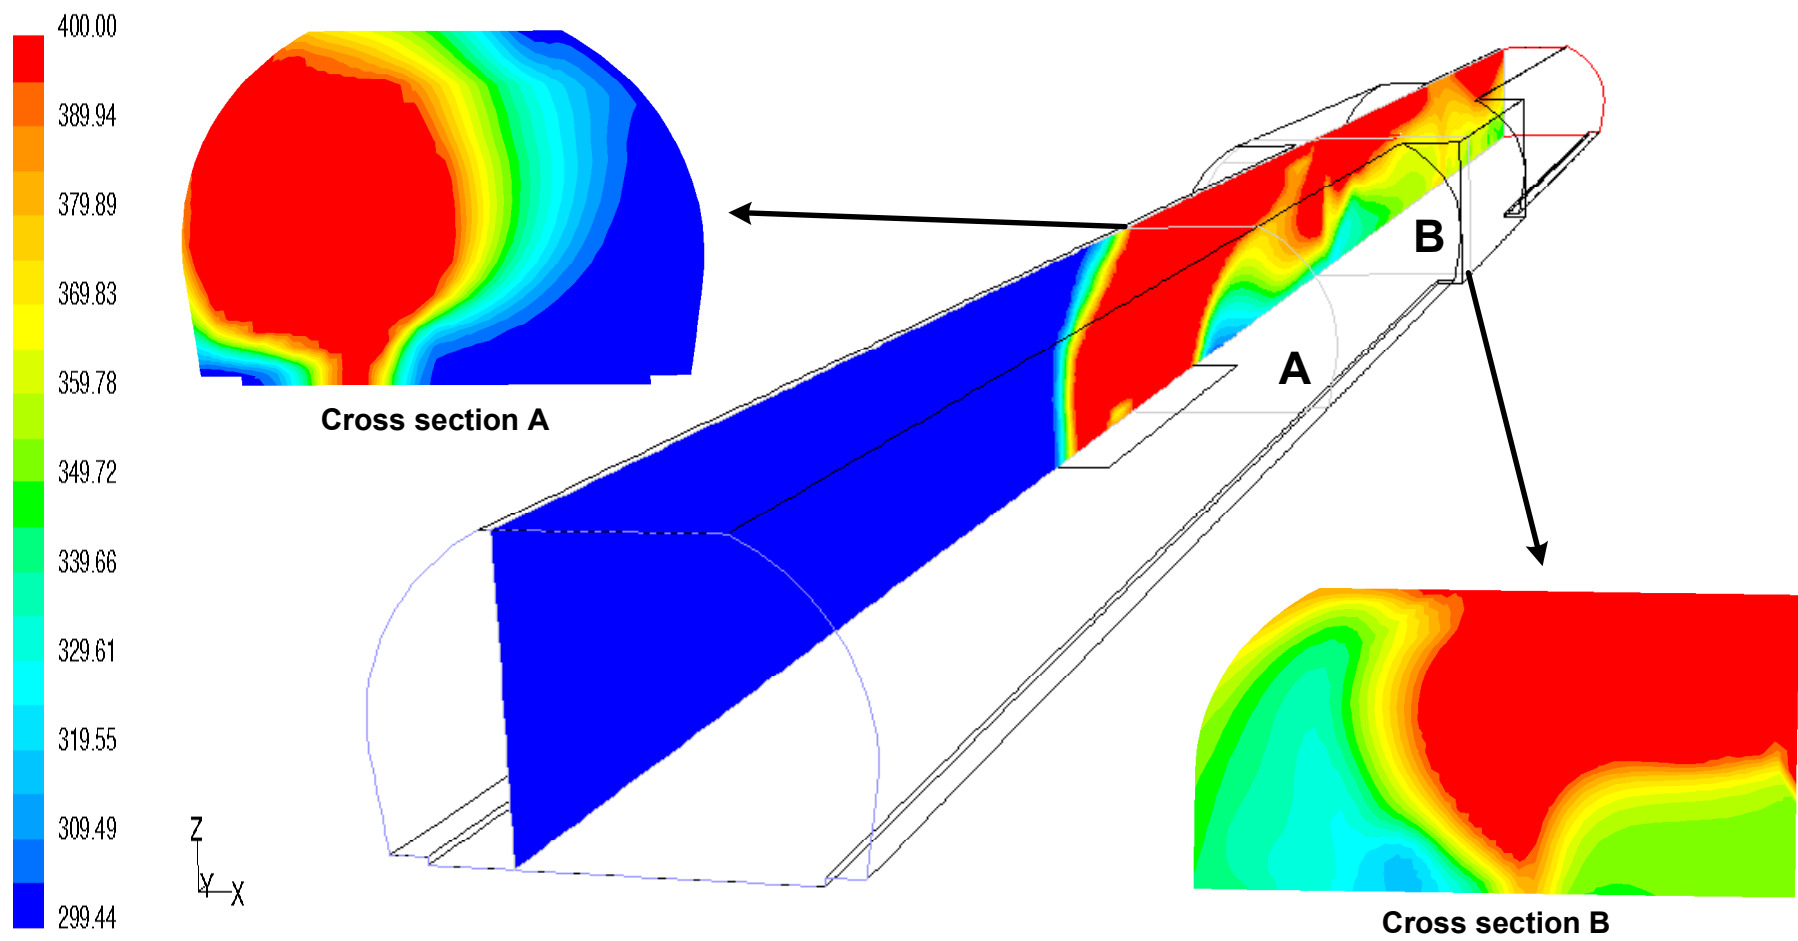 400.00
389.94
379.89
369.83
359.78
349.72
339.66
329.61
319.55
309.49
299.44
Cross section A
B
A
Z
Y
X
Cross section B